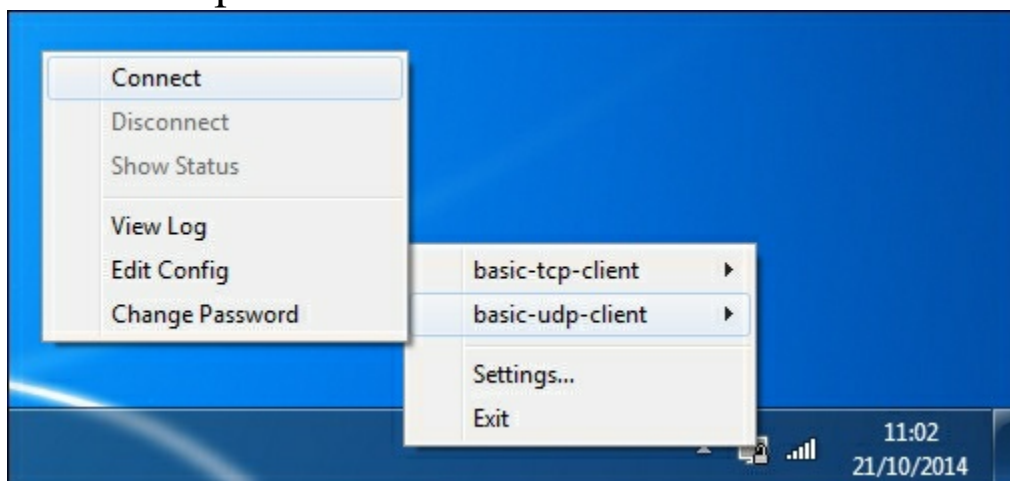 Connect
Disconnect
Show Status
View Log
Edit Config
Change Password
basic-tcp-client
basic-udp-client
Settings...
Exit
11:02
21/10/2014